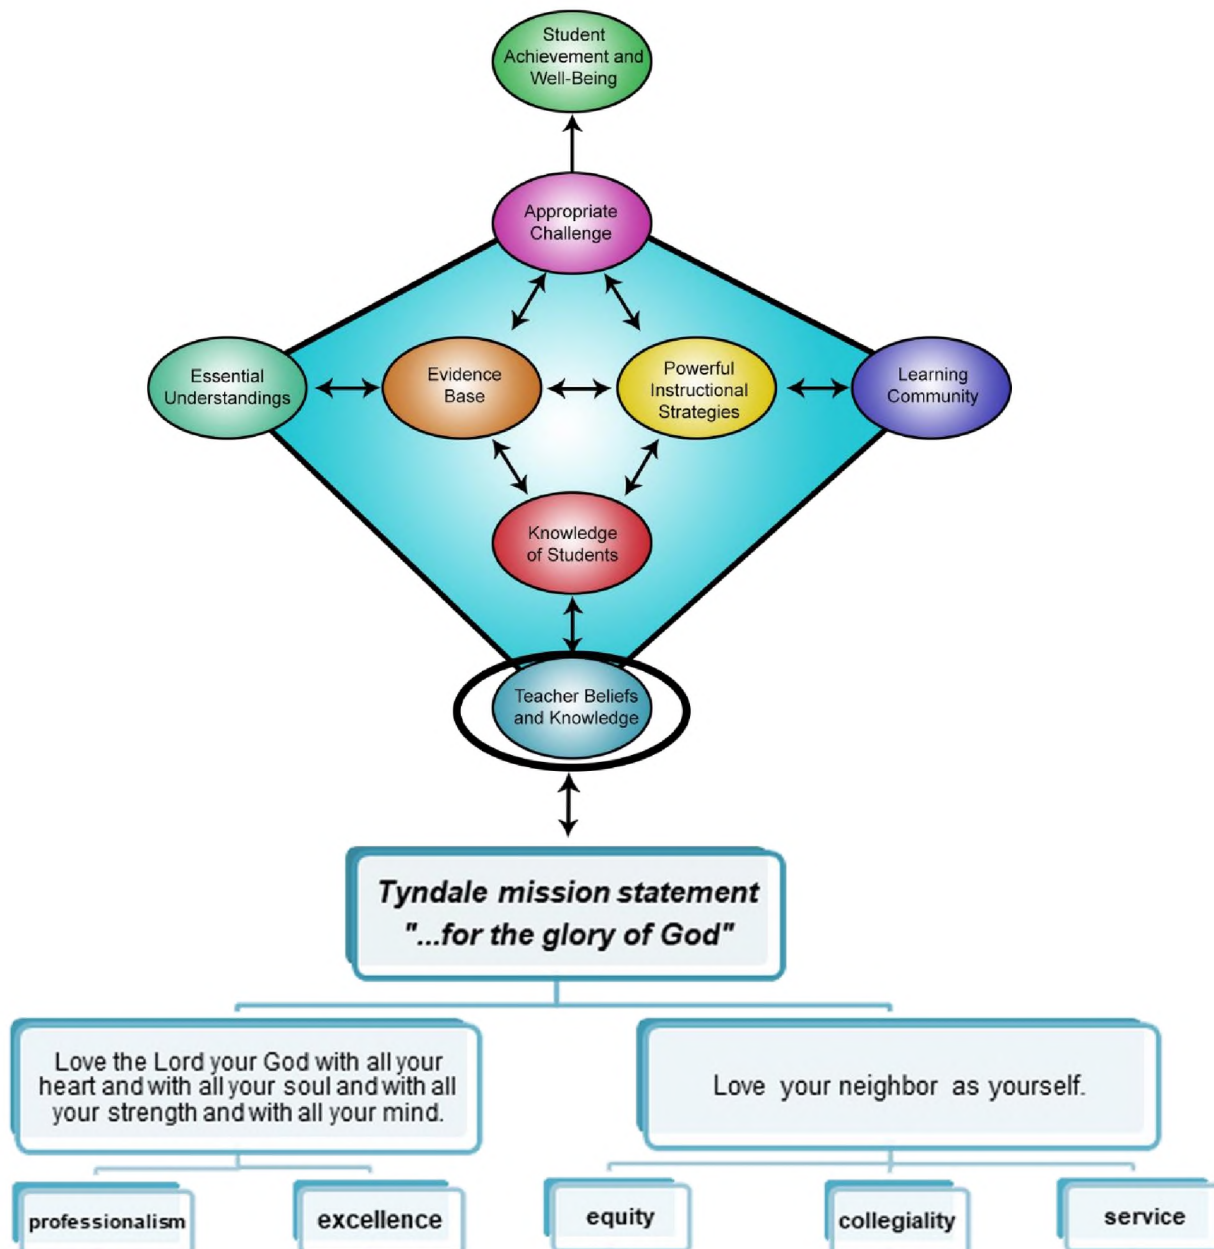 Student
Achievement and
Well-Being
Appropriate
Challenge
Essential
Understandings
Evidence
Base
Powerful
Instructional
Strategies
Learning
Community
Knowledge
of Students
Teacher Beliefs
and Knowledge
Tyndale mission statement
"...for the glory of God"
Love the Lord your God with all your
heart and with all your soul and with all
your strength and with all your mind.
Love your neighbor as yourself.
professionalism
excellence
equity
collegiality
service